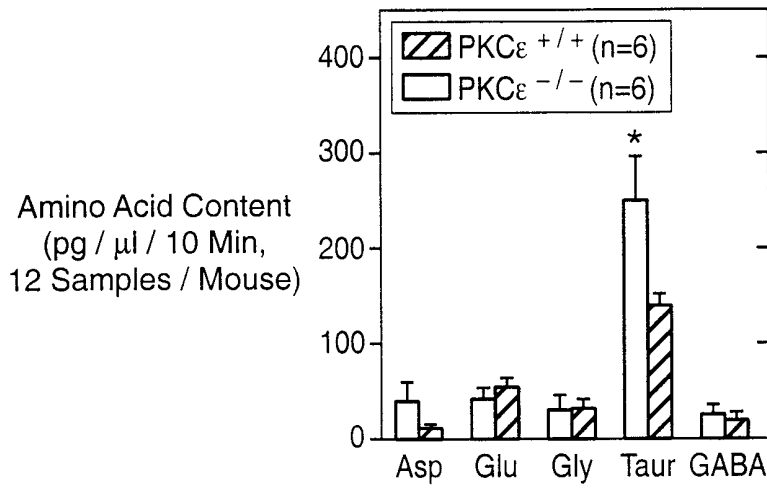 400
300
200
100
0
PKCε +/+ (n=6)
PKCε -/- (n=6)
*
Amino Acid Content
(pg / µl / 10 Min,
12 Samples / Mouse)
Asp Glu Gly Taur GABA